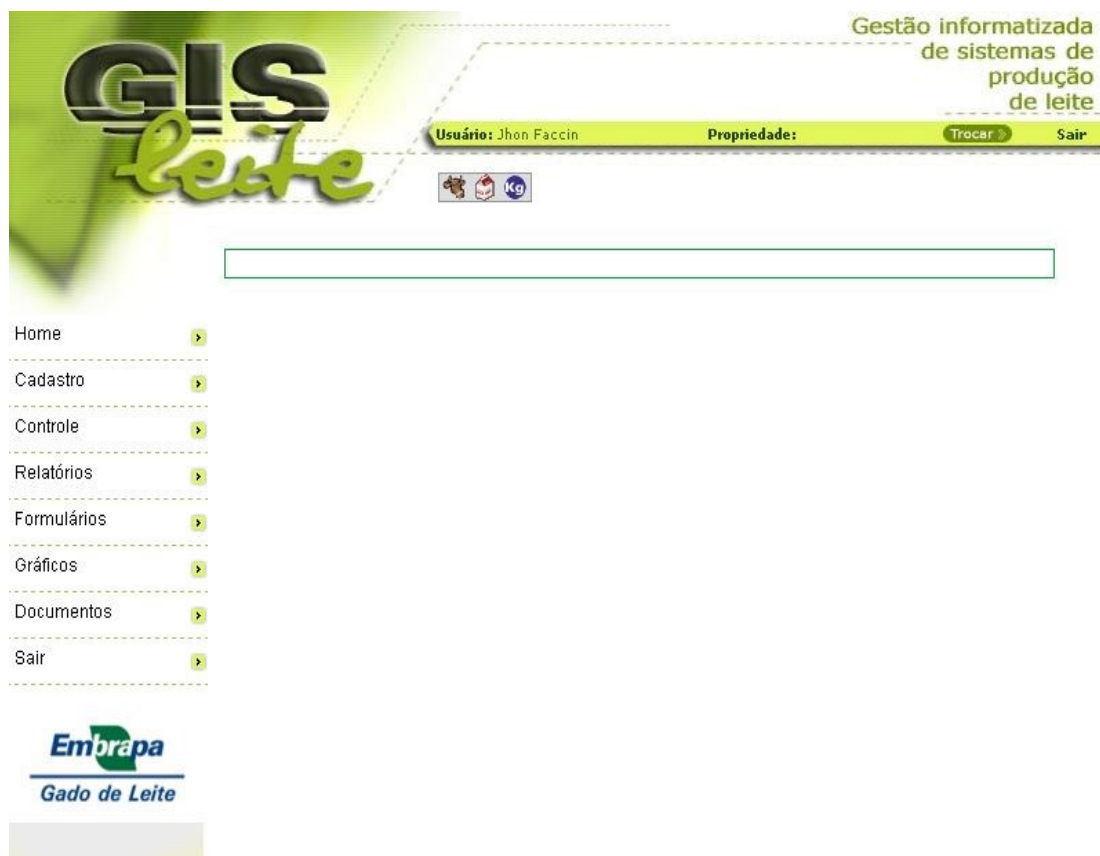 GIS
leite
Gestão informatizada
de sistemas de
produção
de leite
Usuário: Jhon Faccin Propriedade: Trocar Sair
Kg
Home
Cadastro
Controle
Relatórios
Formulários
Gráficos
Documentos
Sair
Embrapa
Gado de Leite